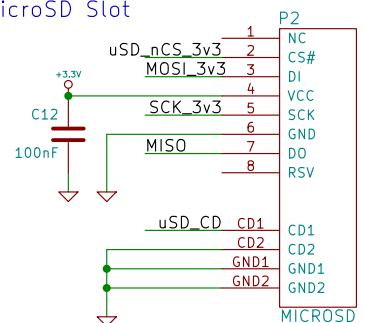 icroSD Slot
P2
1 NC
uSD_nCS_3v3 2 CS#
MOSI_3v3 3 DI
+3.3V 4 VCC
C12 SCK_3v3 5 SCK
6 GND
100nF MISO 7 DO
8 RSV
uSD_CD CD1 CD1
CD2 CD2
GND1 GND1
GND2 GND2
MICROSD